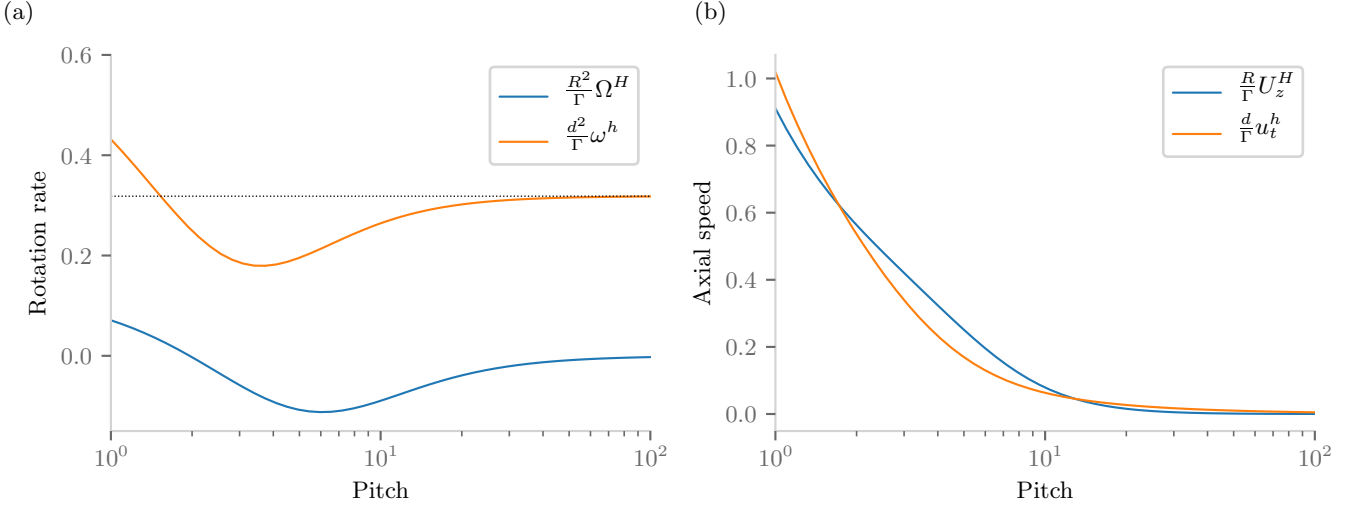 (a)
0.6
0.4
0.2
0.0
Rotation rate
10⁰
10¹
10²
Pitch
R²/Γ Ω^H
d²/Γ ω^h
(b)
1.0
0.8
0.6
0.4
0.2
0.0
Axial speed
10⁰
10¹
10²
Pitch
R/Γ U_z^H
d/Γ u_t^h